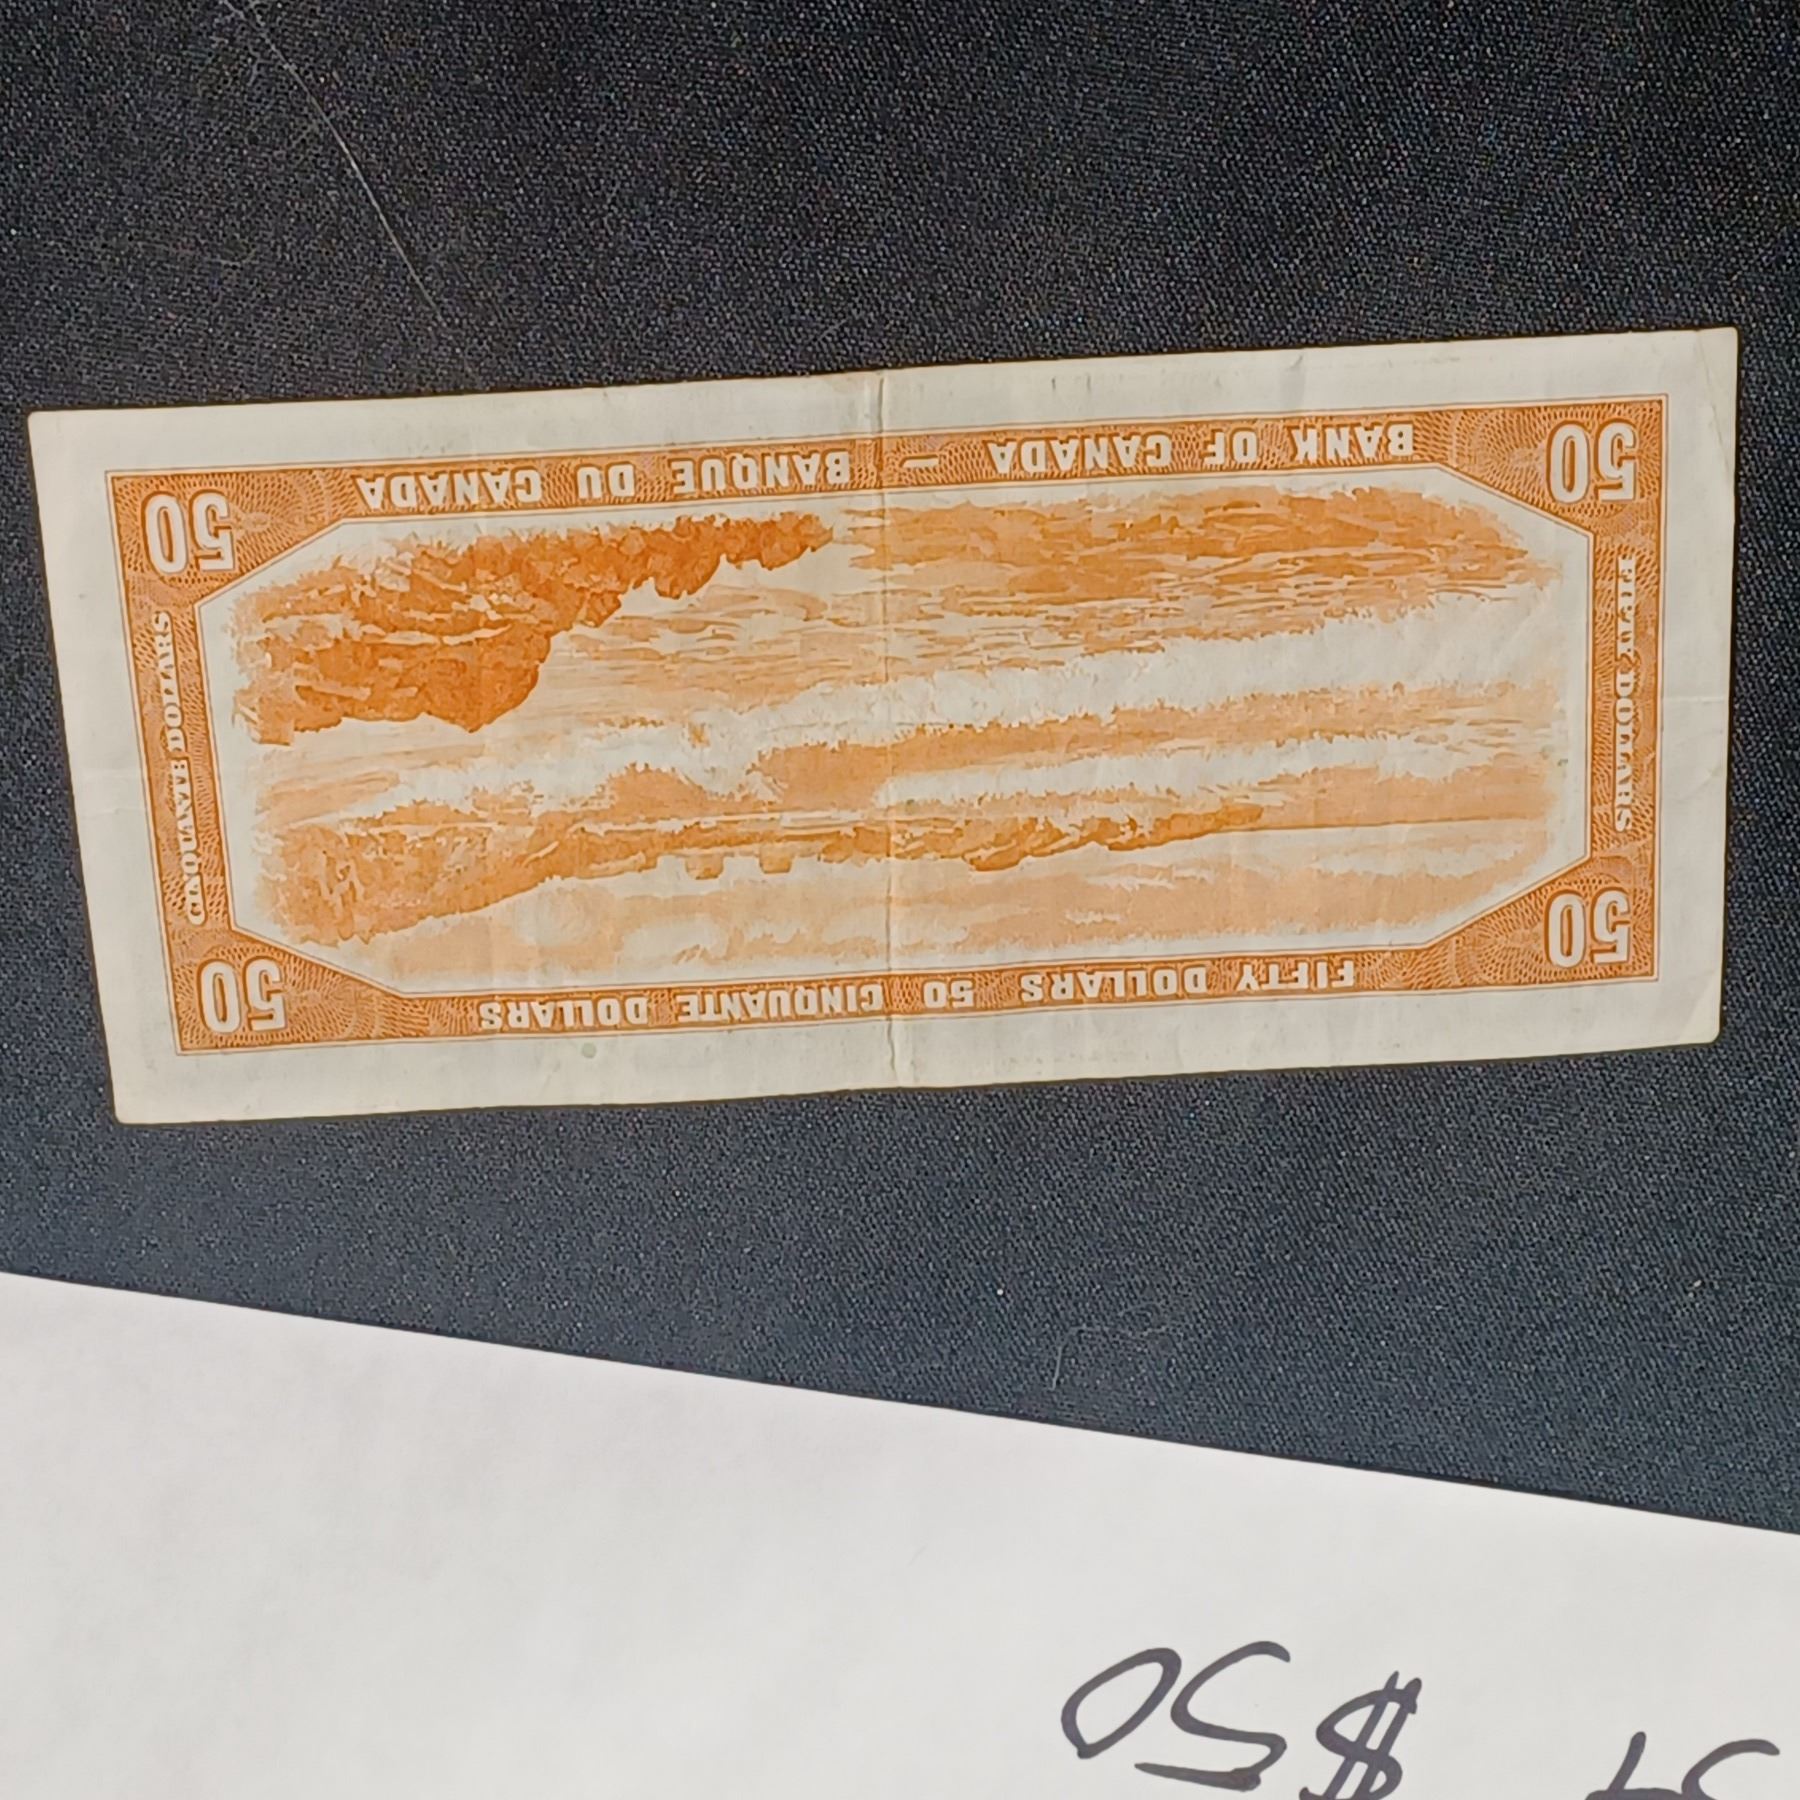 FIFTY DOLLARS 50 CINQUANTE DOLLARS
50
50
FIFTY DOLLARS
CINQUANTE DOLLARS
50
50
BANK OF CANADA — BANQUE DU CANADA
54 $50